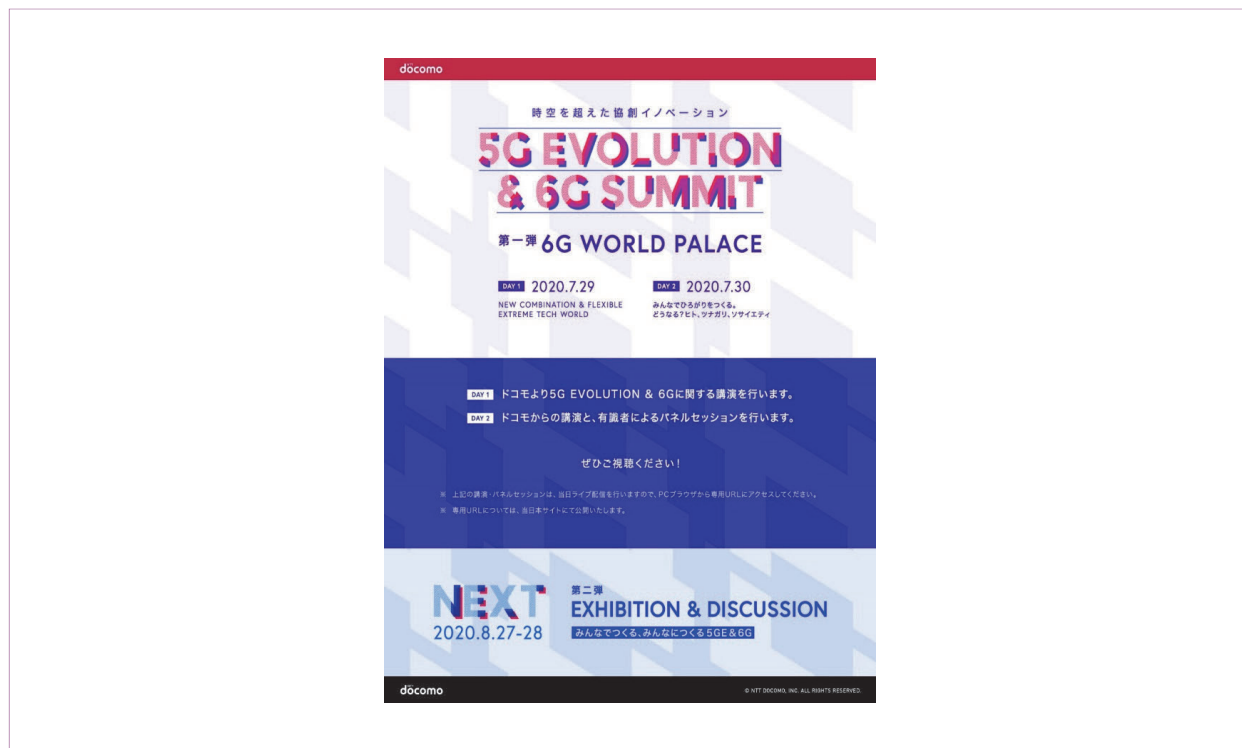 döcomo
時空を超えた協創イノベーション
5G EVOLUTION
& 6G SUMMIT
第一弾 6G WORLD PALACE
DAY 1 2020.7.29
NEW COMBINATION & FLEXIBLE
EXTREME TECH WORLD
DAY 2 2020.7.30
みんなでひろがりをつくる。
どうなる?ヒト、ツナガリ、ソサイエティ
DAY 1 ドコモより5G EVOLUTION & 6Gに関する講演を行います。
DAY 2 ドコモからの講演と、有識者によるパネルセッションを行います。
ぜひご視聴ください!
※ 上記の講演・パネルセッションは、当日ライブ配信を行いますので、PCブラウザから専用URLにアクセスしてください。
※ 専用URLについては、当日本サイトにて公開いたします。
NEXT
2020.8.27-28
第二弾
EXHIBITION & DISCUSSION
みんなでつくる、みんなにつくる 5GE & 6G
döcomo
© NTT DOCOMO, INC. ALL RIGHTS RESERVED.